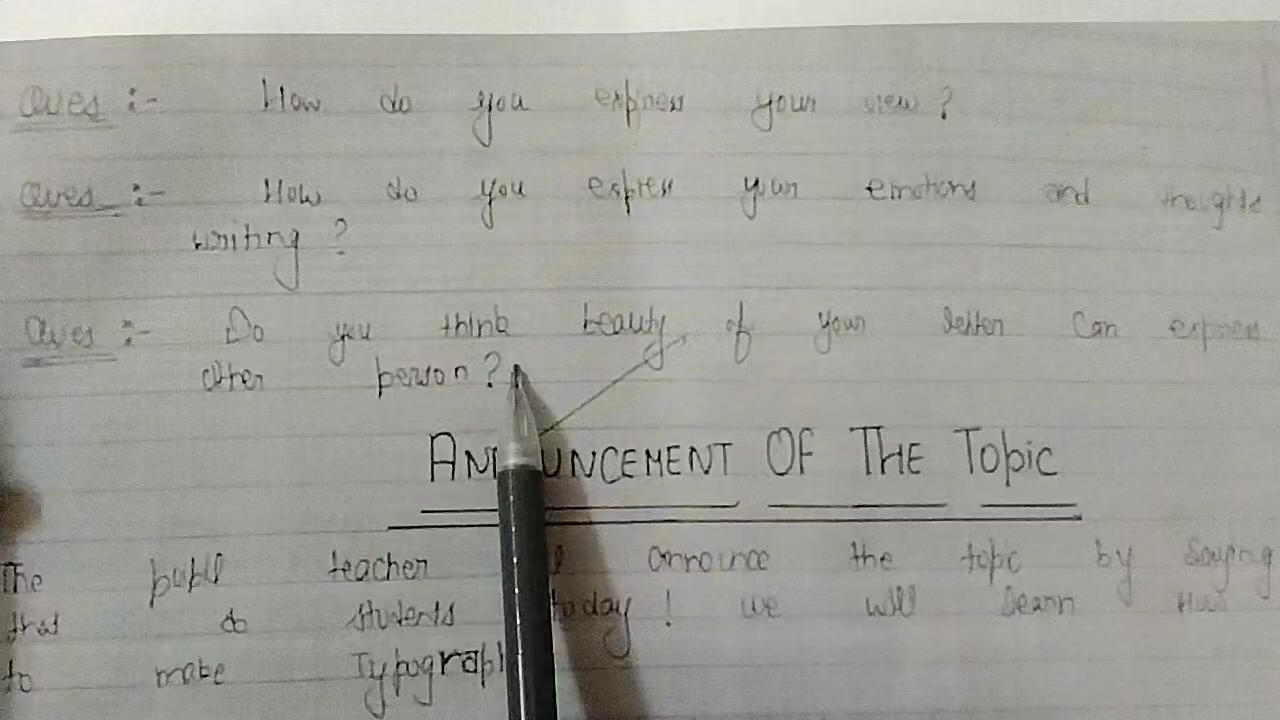 Ques :- How do you express your view ?
Ques :- How do you express your emotions and thoughts
writing ?
Ques :- Do you think beauty of your letter can express
other person ?
ANNOUNCEMENT OF THE TOPIC
The pupil teacher announce the topic by saying
that do students today ! we will learn
to make Typograph